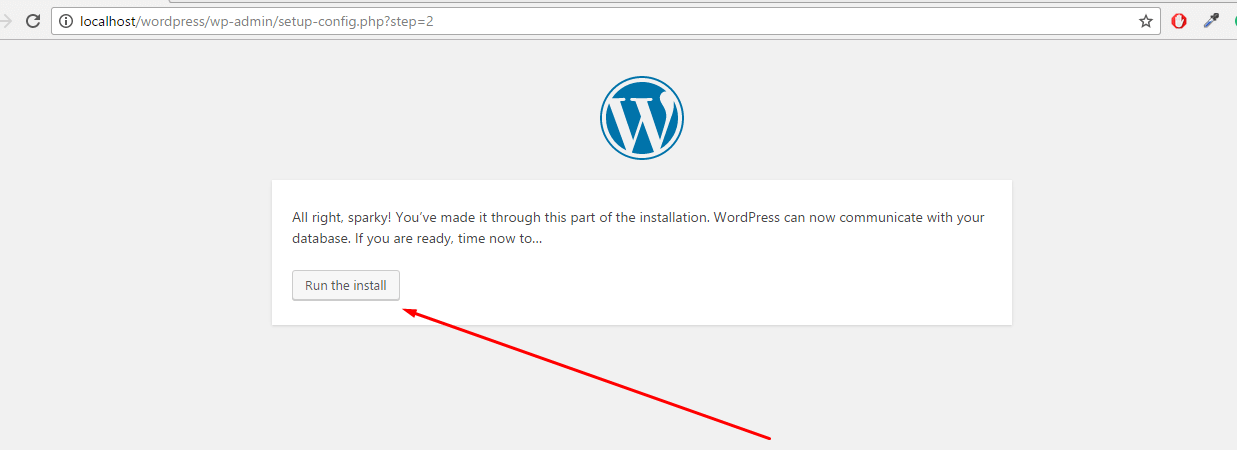 localhost/wordpress/wp-admin/setup-config.php?step=2
All right, sparky! You’ve made it through this part of the installation. WordPress can now communicate with your
database. If you are ready, time now to…
Run the install